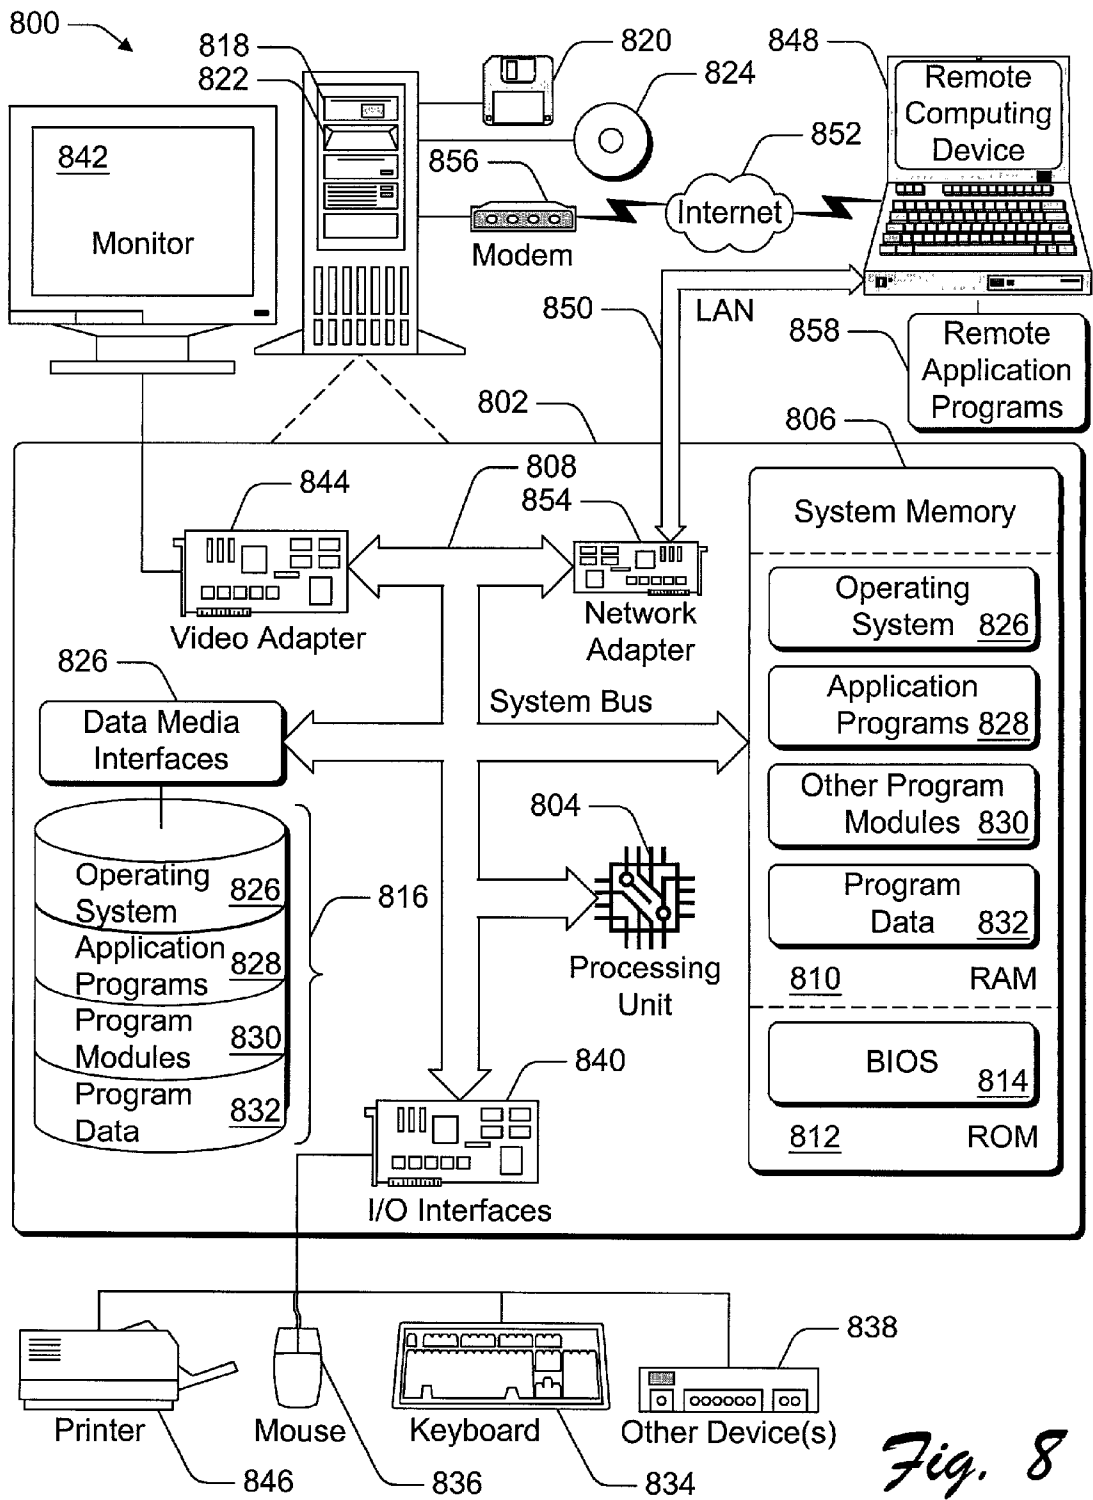 800
818
822
820
824
848
Remote
Computing
Device
842
Monitor
856
Modem
852
Internet
850
LAN
858
Remote
Application
Programs
802
806
808
844
854
Video Adapter
Network
Adapter
System Memory
Operating
System 826
Application
Programs 828
Other Program
Modules 830
Program
Data 832
810 RAM
BIOS
814
812 ROM
826
Data Media
Interfaces
System Bus
804
Processing
Unit
Operating
System 826
Application
Programs 828
Program
Modules 830
Program
Data 832
816
840
I/O Interfaces
Printer
846
Mouse
836
Keyboard
834
838
Other Device(s)
Fig. 8